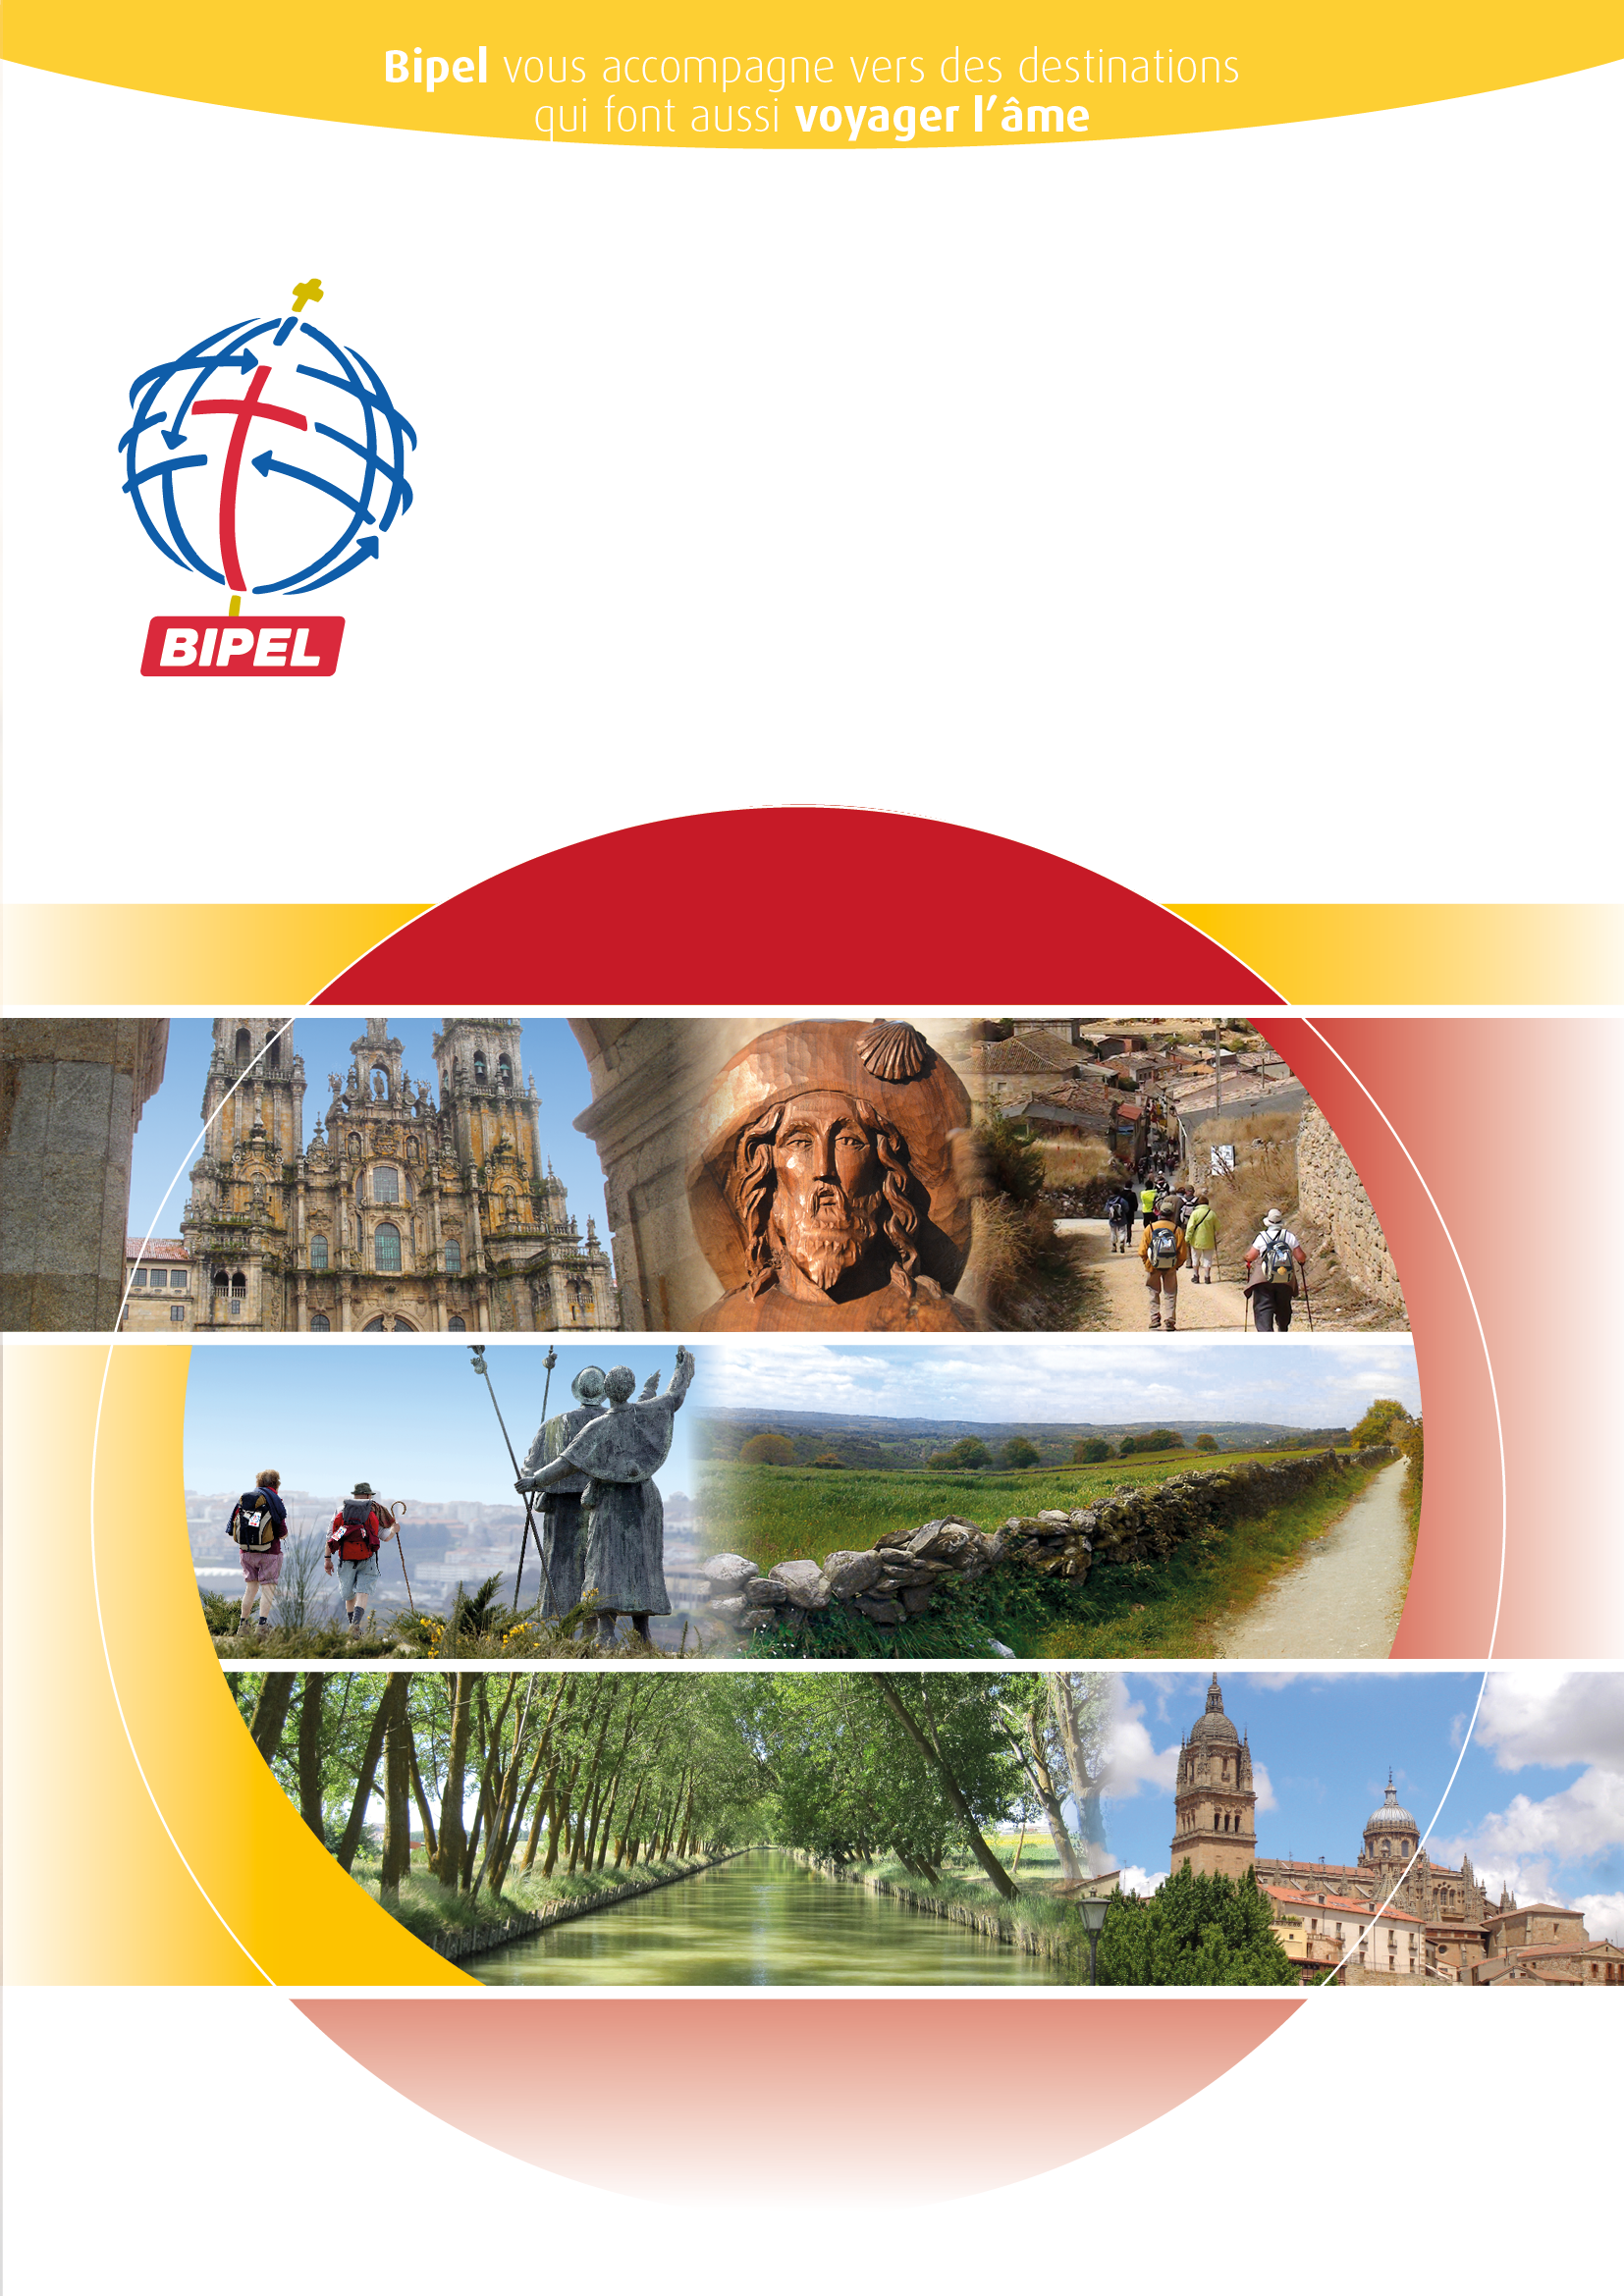 Bipel vous accompagne vers des destinations
qui font aussi voyager l’âme
BIPEL